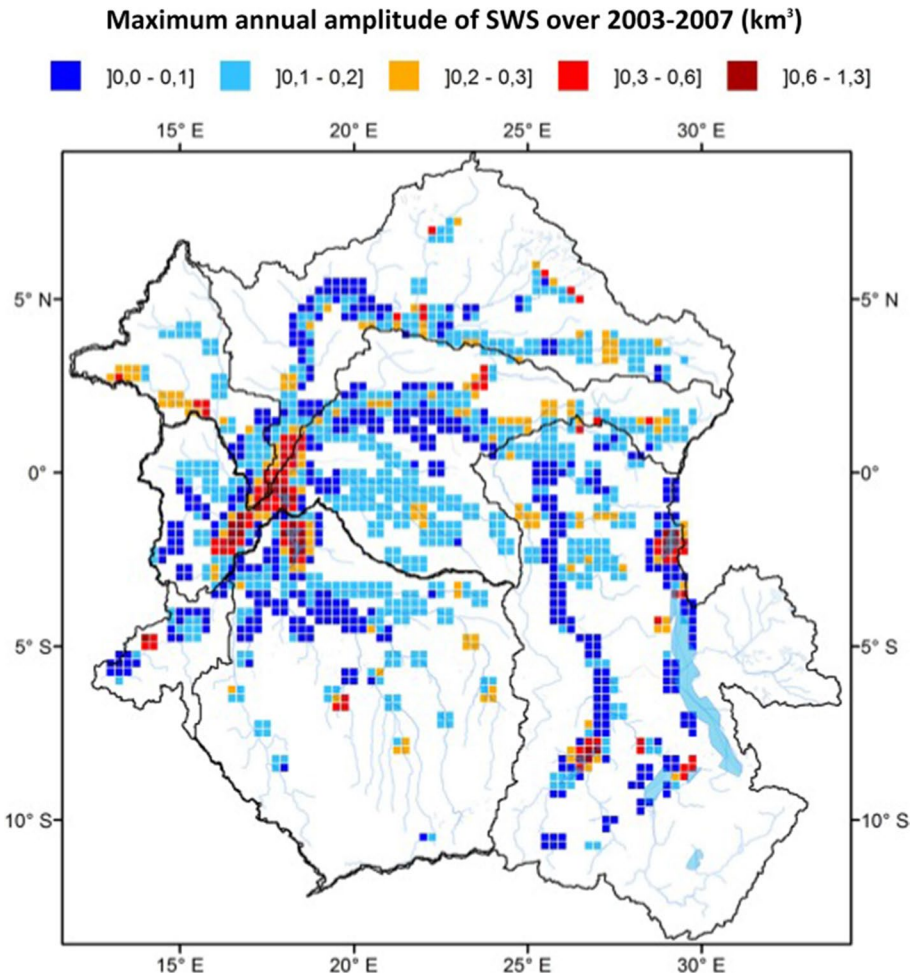 Maximum annual amplitude of SWS over 2003-2007 (km³)
]0,0 - 0,1] ]0,1 - 0,2] ]0,2 - 0,3] ]0,3 - 0,6] ]0,6 - 1,3]
15° E 20° E 25° E 30° E
5° N 5° N
0° 0°
5° S 5° S
10° S 10° S
15° E 20° E 25° E 30° E